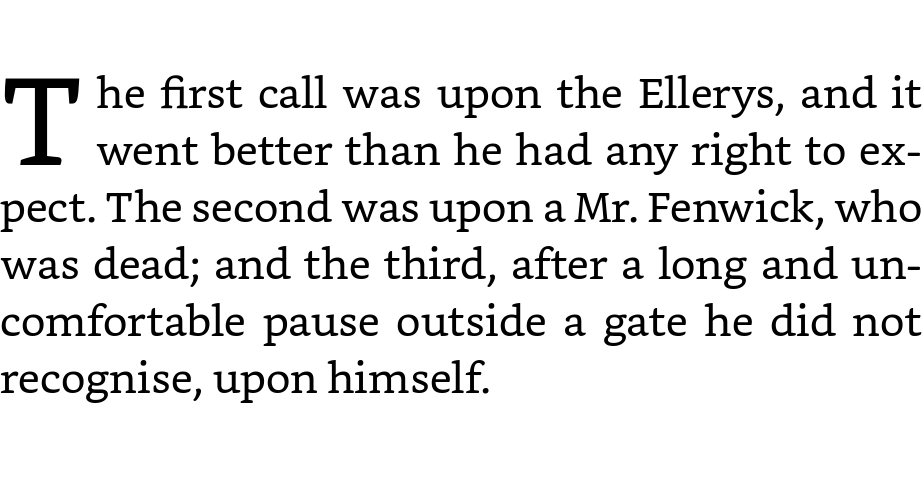 The first call was upon the Ellerys, and it
went better than he had any right to ex-
pect. The second was upon a Mr. Fenwick, who
was dead; and the third, after a long and un-
comfortable pause outside a gate he did not
recognise, upon himself.